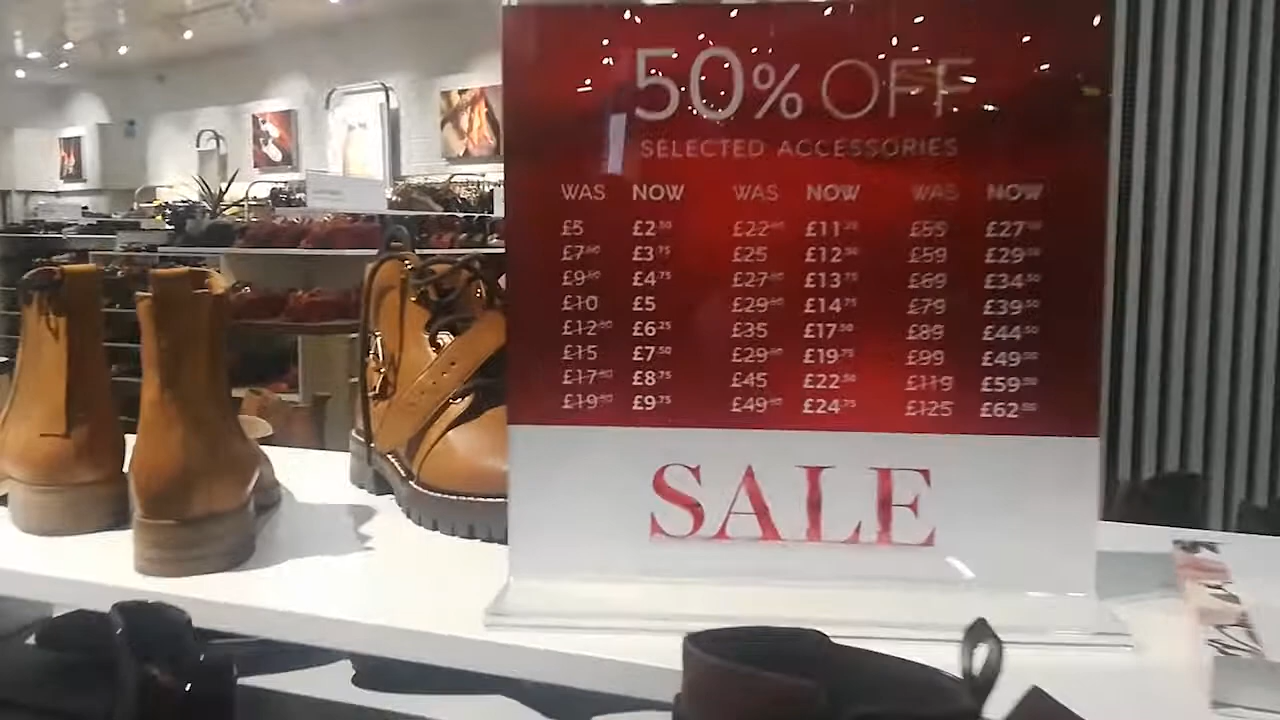 50% OFF
SELECTED ACCESSORIES
WAS NOW WAS NOW WAS NOW
£5 £2.50 £22.50 £11.25 £55 £27.50
£7.50 £3.75 £25 £12.50 £59 £29.50
£9.50 £4.75 £27.50 £13.75 £69 £34.50
£10 £5 £29.50 £14.75 £79 £39.50
£12.50 £6.25 £35 £17.50 £89 £44.50
£15 £7.50 £29.50 £19.75 £99 £49.50
£17.50 £8.75 £45 £22.50 £119 £59.50
£19.50 £9.75 £49.50 £24.75 £125 £62.50
SALE